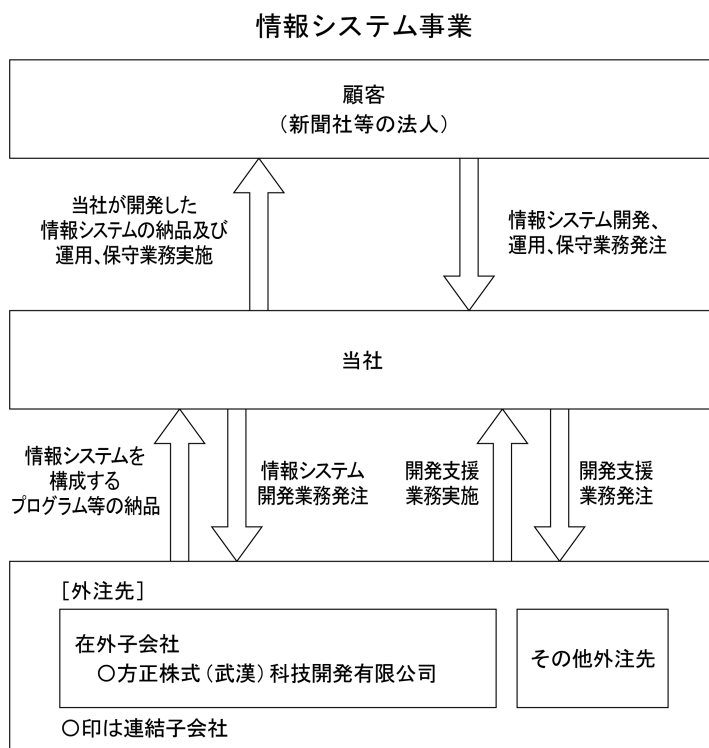 情報システム事業
顧客
（新聞社等の法人）
当社が開発した
情報システムの納品及び
運用、保守業務実施
情報システム開発、
運用、保守業務発注
当社
情報システムを
構成する
プログラム等の納品
情報システム
開発業務発注
開発支援
業務実施
開発支援
業務発注
［外注先］
在外子会社
○方正株式（武漢）科技開発有限公司
その他外注先
○印は連結子会社